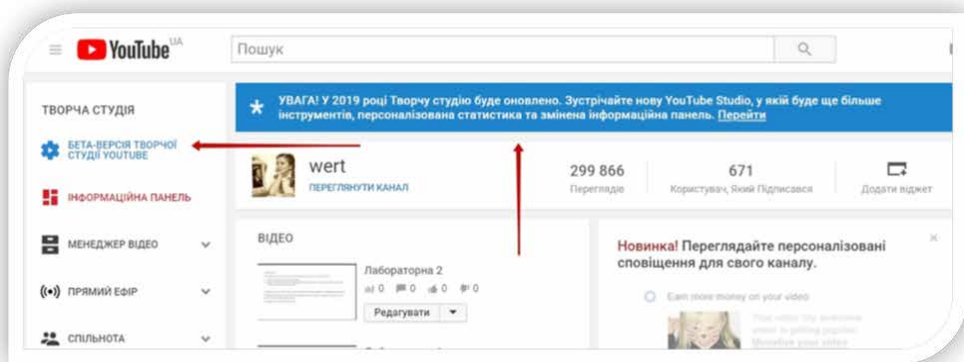 YouTube UA
Пошук
ТВОРЧА СТУДІЯ
БЕТА-ВЕРСІЯ ТВОРЧОЇ
СТУДІЇ YOUTUBE
ІНФОРМАЦІЙНА ПАНЕЛЬ
МЕНЕДЖЕР ВІДЕО
ПРЯМИЙ ЕФІР
СПІЛЬНОТА
УВАГА! У 2019 році Творчу студію буде оновлено. Зустрічайте нову YouTube Studio, у якій буде ще більше
інструментів, персоналізована статистика та змінена інформаційна панель. Перейти
wert
ПЕРЕГЛЯНУТИ КАНАЛ
299 866
Переглядів
671
Користувач, Який Підписався
Додати віджет
ВІДЕО
Лабораторна 2
0 0 0 0
Редагувати
Новинка! Переглядайте персоналізовані
сповіщення для свого каналу.
Earn more money on your video